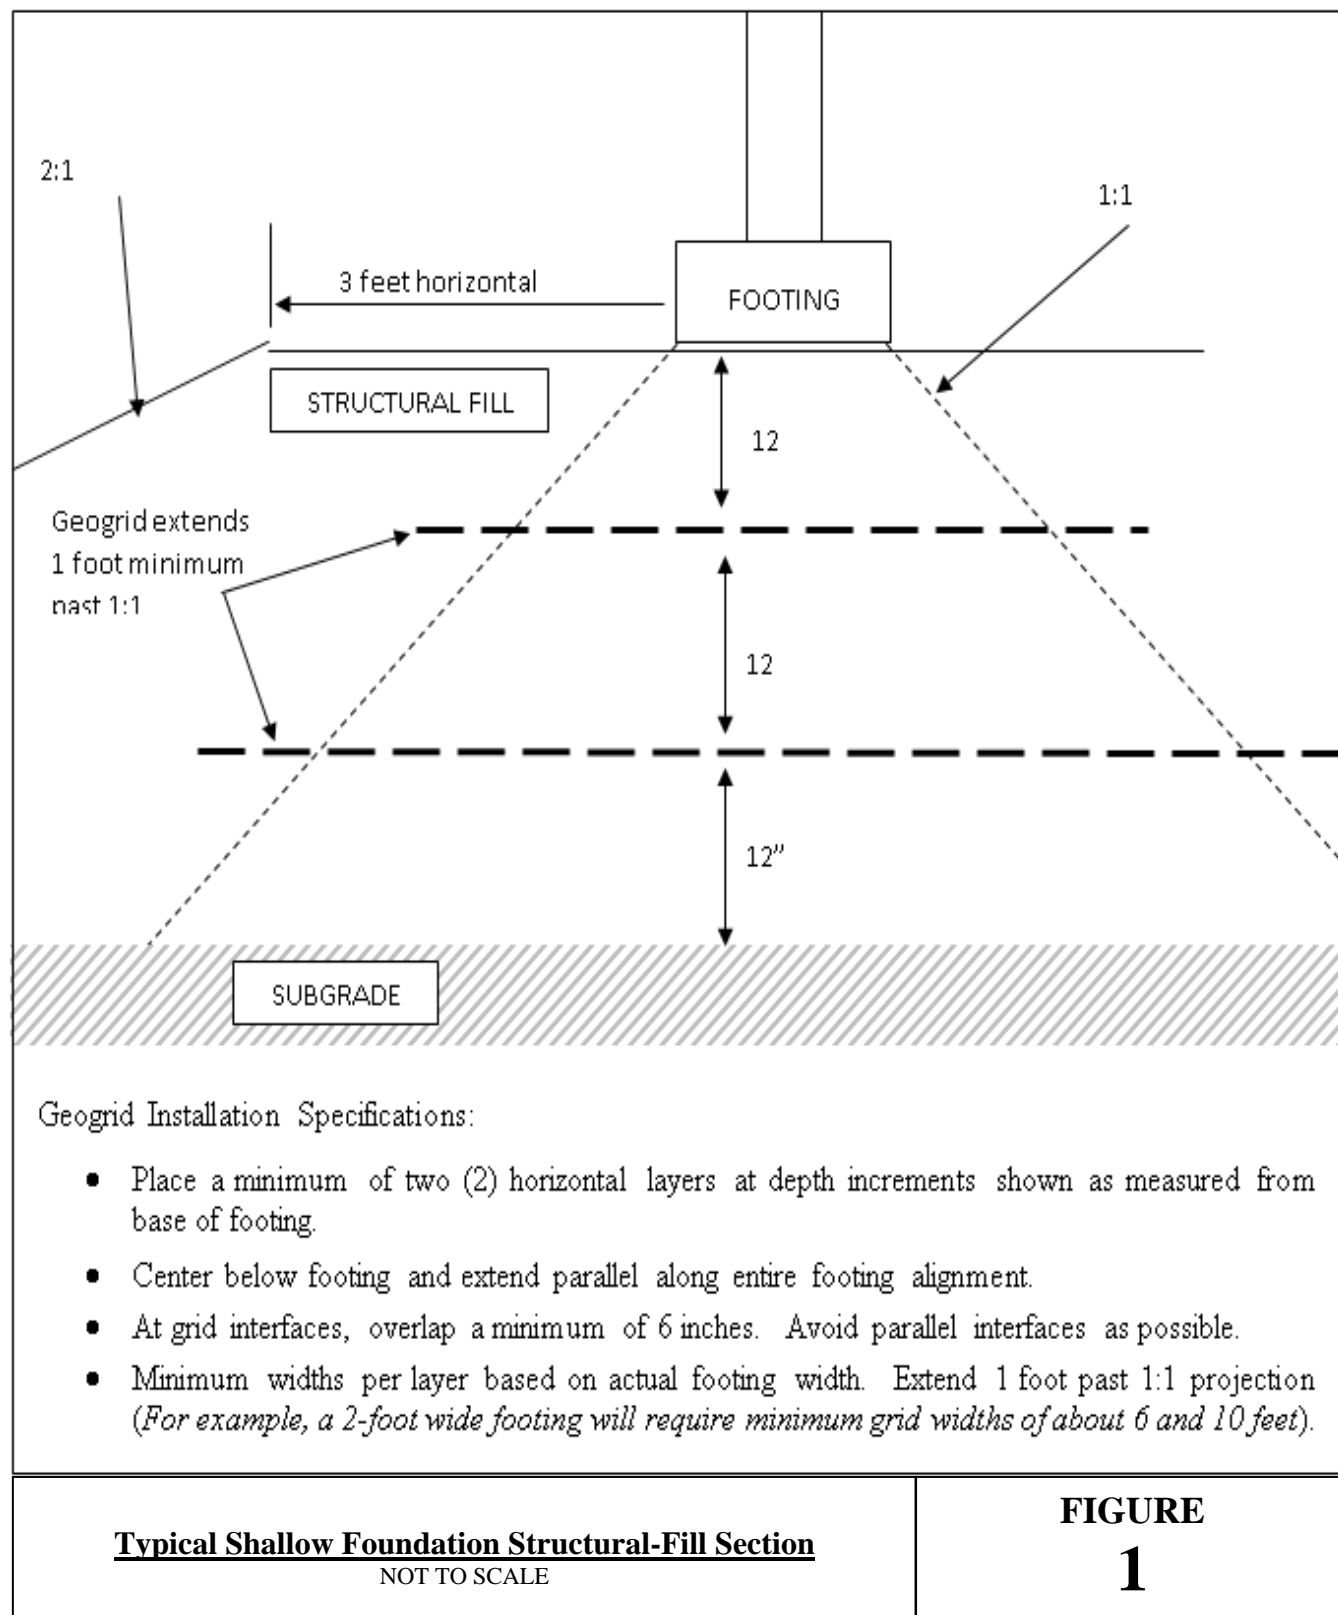 2:1
1:1
3 feet horizontal
FOOTING
STRUCTURAL FILL
12
Geogrid extends
1 foot minimum
past 1:1
12
12”
SUBGRADE
Geogrid Installation Specifications:
• Place a minimum of two (2) horizontal layers at depth increments shown as measured from
base of footing.
• Center below footing and extend parallel along entire footing alignment.
• At grid interfaces, overlap a minimum of 6 inches. Avoid parallel interfaces as possible.
• Minimum widths per layer based on actual footing width. Extend 1 foot past 1:1 projection
(For example, a 2-foot wide footing will require minimum grid widths of about 6 and 10 feet).
Typical Shallow Foundation Structural-Fill Section
NOT TO SCALE
FIGURE
1